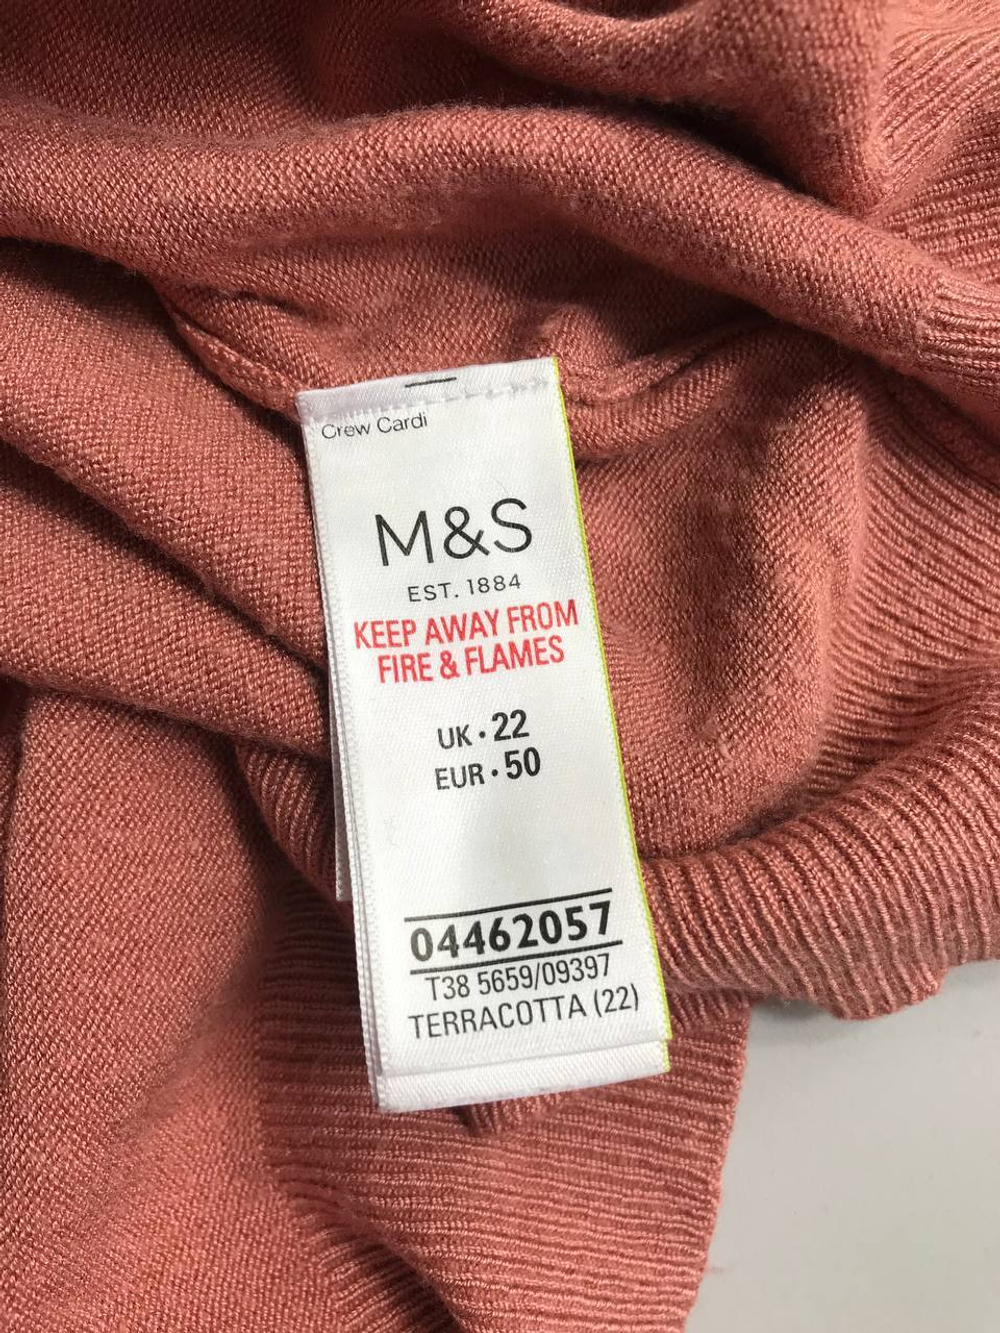 Crew Cardi
M&S
EST. 1884
KEEP AWAY FROM
FIRE & FLAMES
UK · 22
EUR · 50
04462057
T38 5659/09397
TERRACOTTA (22)